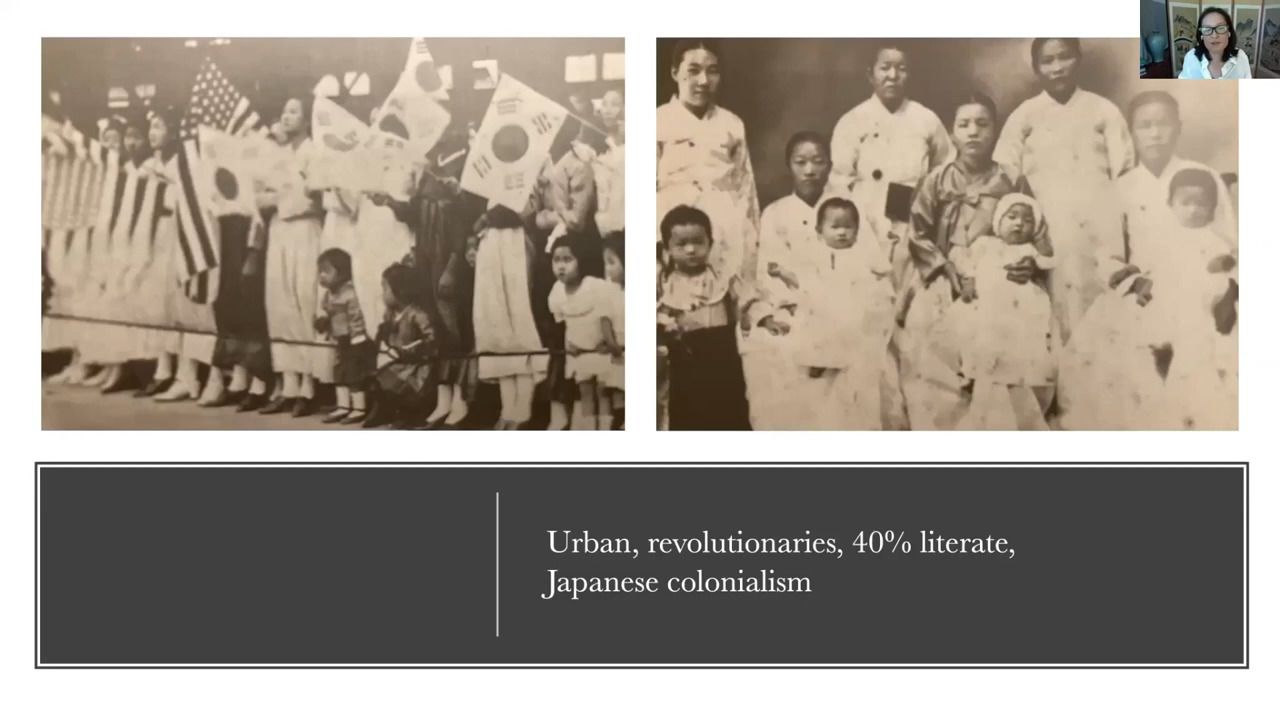 Urban, revolutionaries, 40% literate,
Japanese colonialism